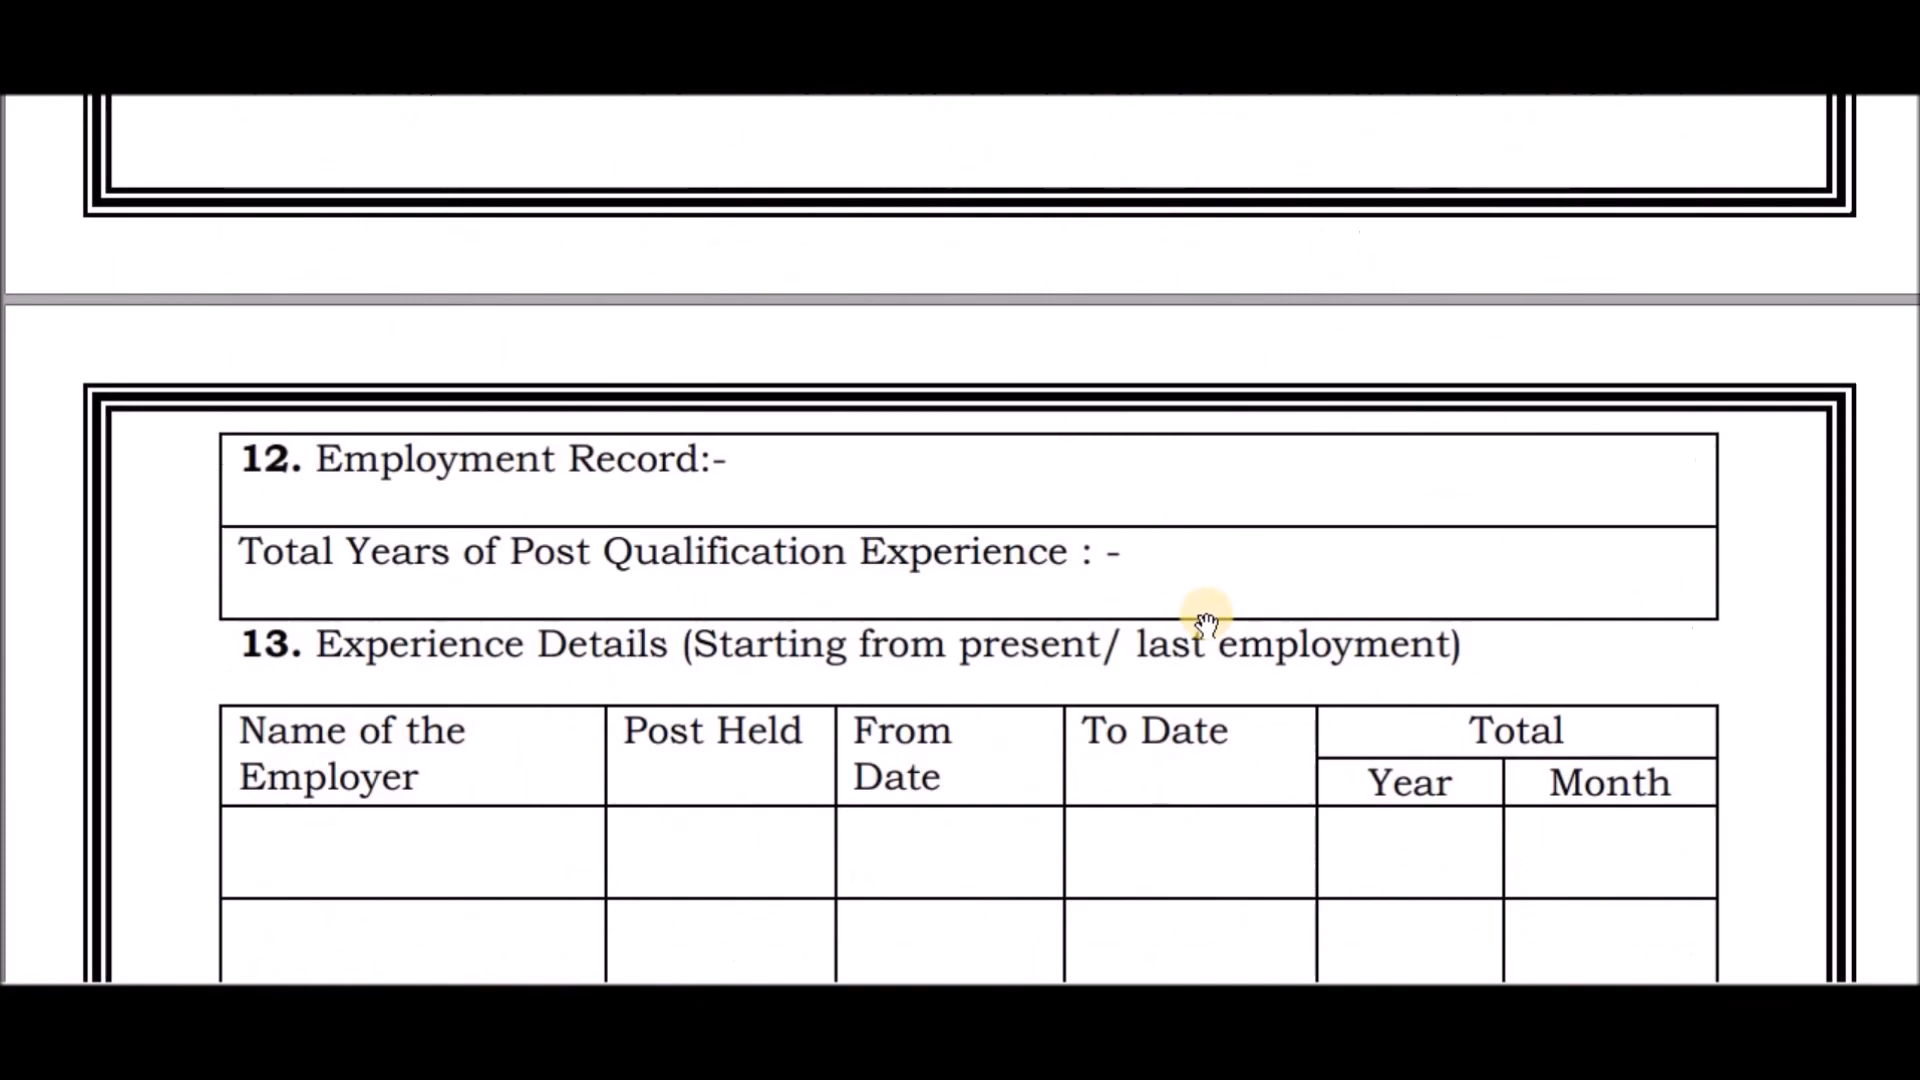 12. Employment Record:-
Total Years of Post Qualification Experience : -
13. Experience Details (Starting from present/ last employment)
Name of the Employer
Post Held
From Date
To Date
Total
Year
Month